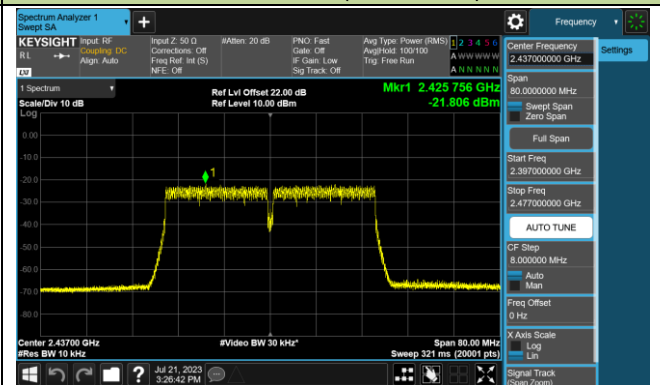 Spectrum Analyzer 1
Swept SA
Frequency
KEYSIGHT
RL
LXI
Input: RF
Coupling: DC
Align: Auto
Input Z: 50 Ω
Corrections: Off
Freq Ref: Int (S)
NFE: Off
#Atten: 20 dB
PNO: Fast
Gate: Off
IF Gain: Low
Sig Track: Off
Avg Type: Power (RMS)
Avg|Hold: 100/100
Trig: Free Run
1 2 3 4 5 6
A W W W W W
A N N N N N
1 Spectrum
Scale/Div 10 dB
Log
Ref Lvl Offset 22.00 dB
Ref Level 10.00 dBm
Mkr1 2.425 756 GHz
-21.806 dBm
0.00
-10.0
-20.0
-30.0
-40.0
-50.0
-60.0
-70.0
-80.0
1
Center 2.43700 GHz
#Res BW 10 kHz
#Video BW 30 kHz*
Span 80.00 MHz
Sweep 321 ms (20001 pts)
Jul 21, 2023
3:26:42 PM
Center Frequency
2.437000000 GHz
Settings
Span
80.0000000 MHz
Swept Span
Zero Span
Full Span
Start Freq
2.397000000 GHz
Stop Freq
2.477000000 GHz
AUTO TUNE
CF Step
8.000000 MHz
Auto
Man
Freq Offset
0 Hz
X Axis Scale
Log
Lin
Signal Track
(Span Zoom)